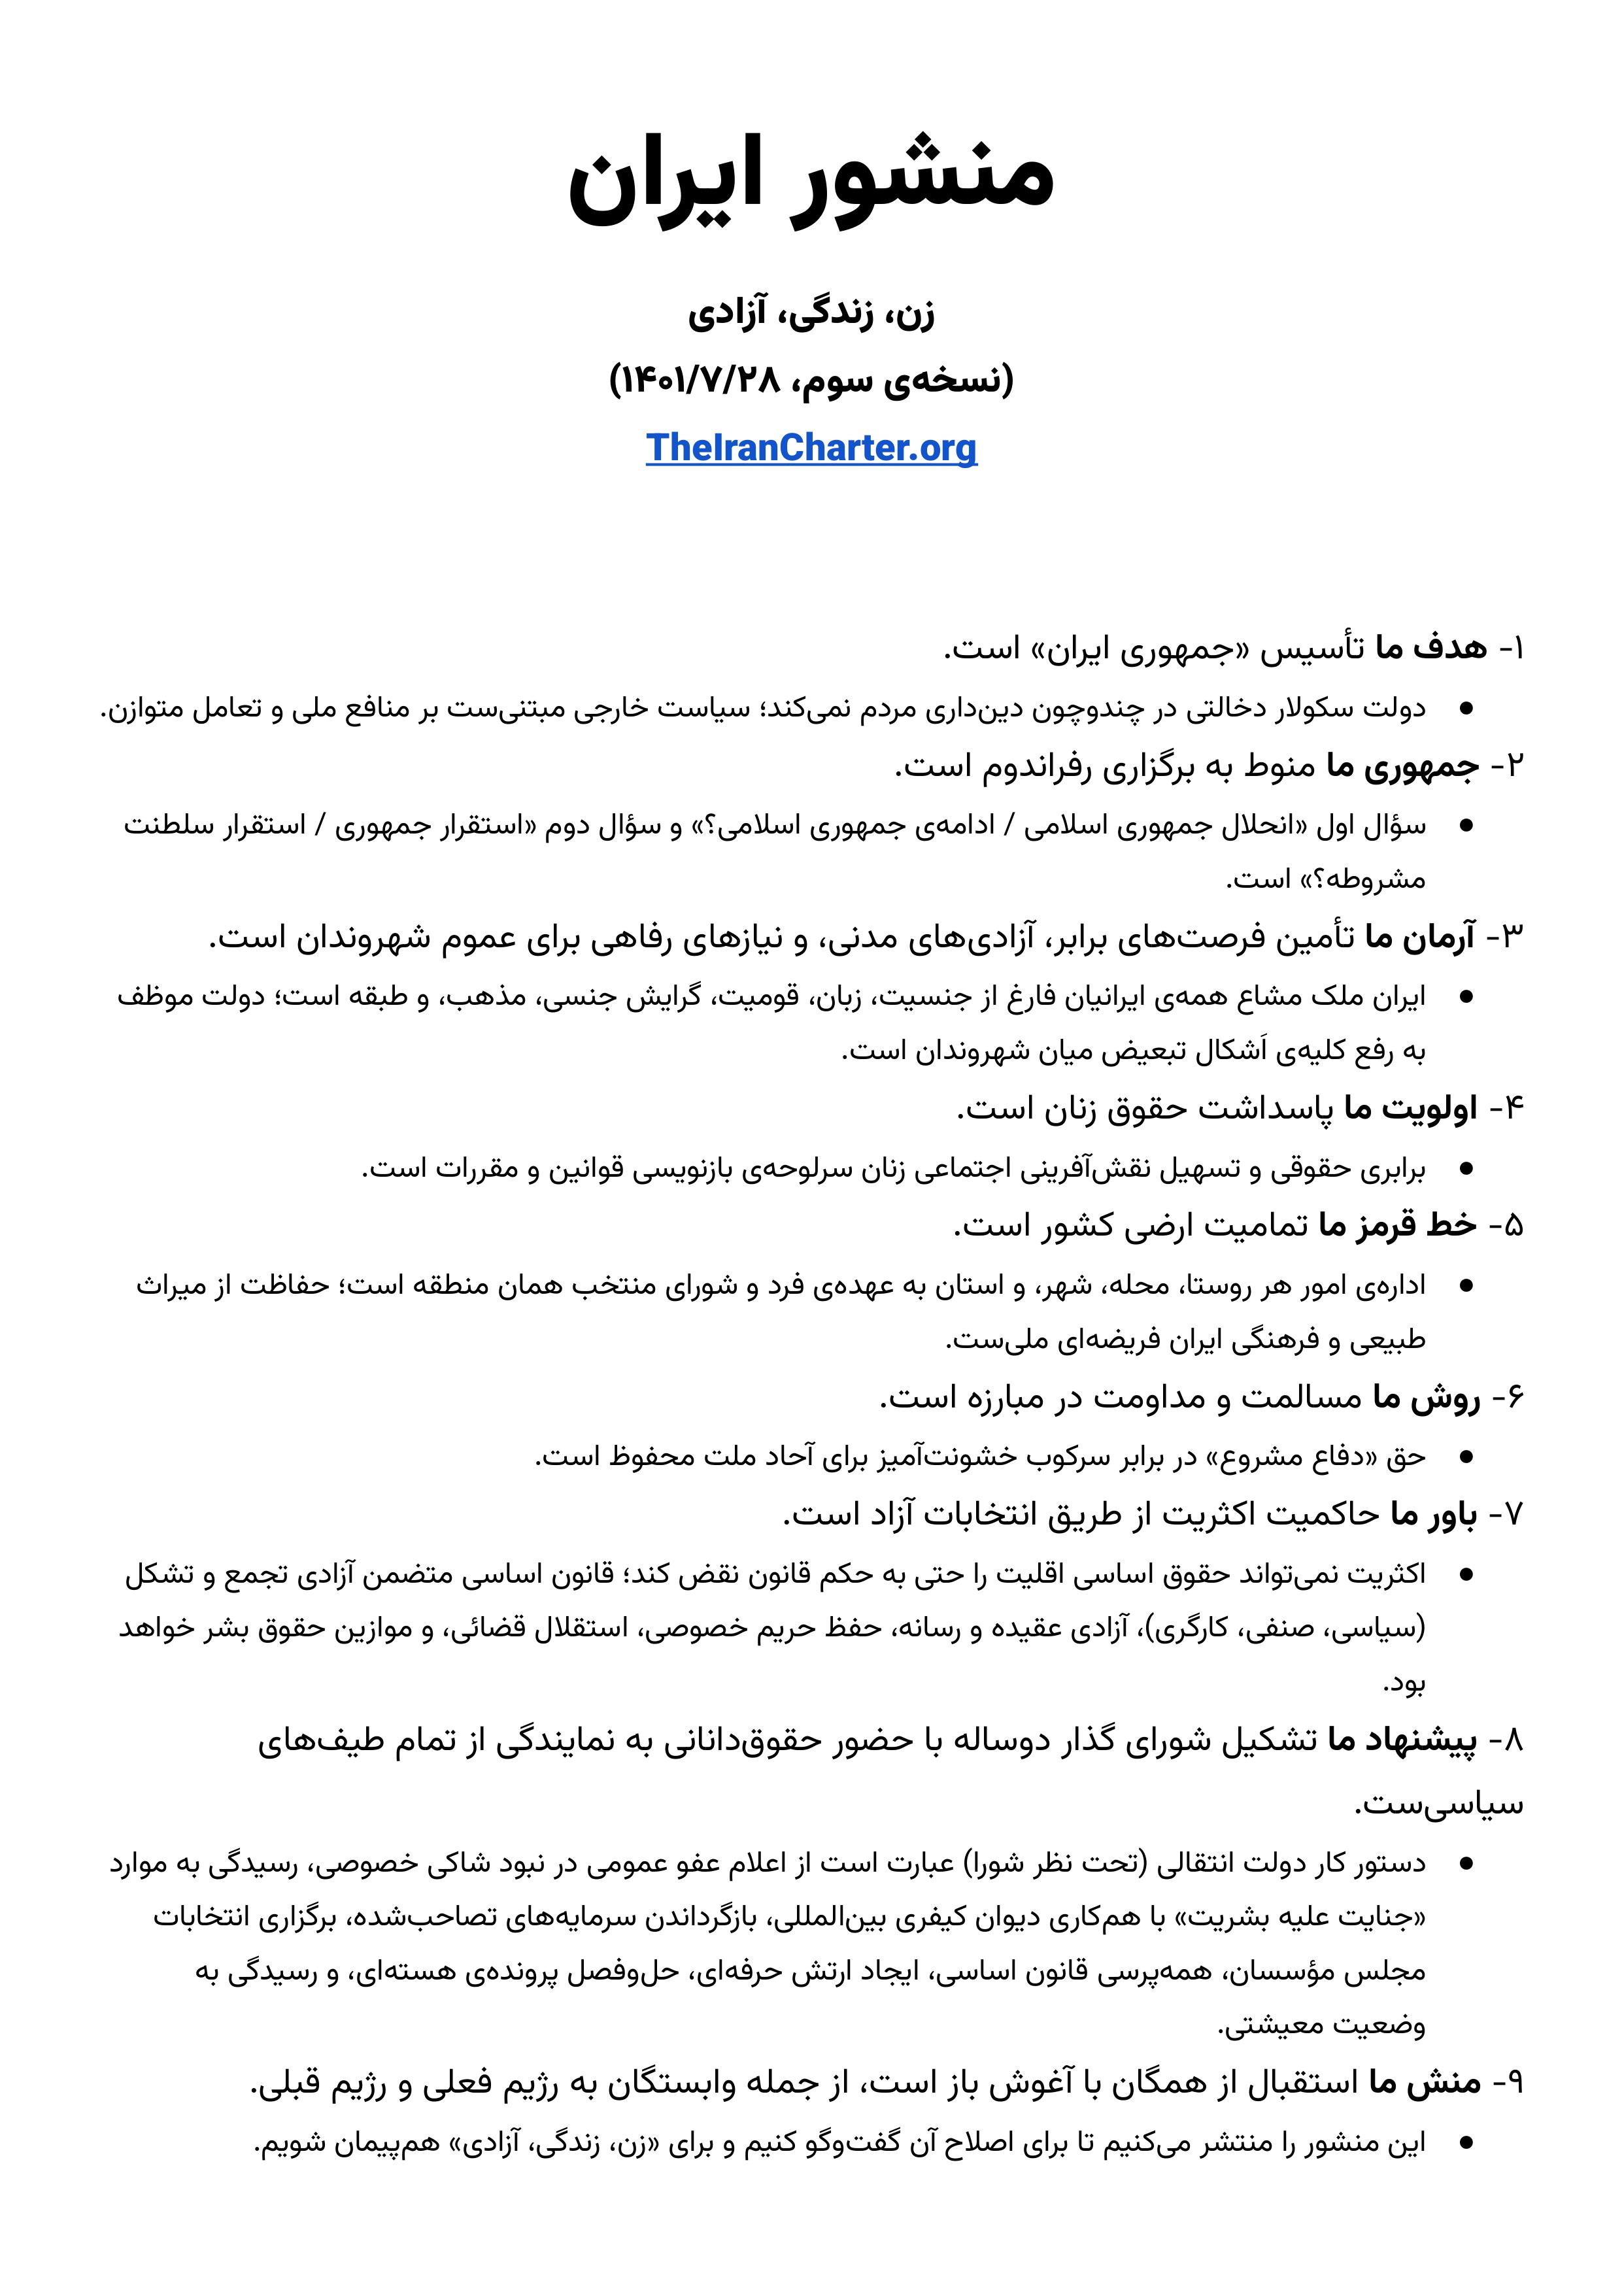 منشور ایران
زن، زندگی، آزادی
(نسخه‌ی سوم، ۱۴۰۱/۷/۲۸)
TheIranCharter.org
۱- هدف ما تأسیس «جمهوری ایران» است.
● دولت سکولار دخالتی در چندوچون دین‌داری مردم نمی‌کند؛ سیاست خارجی مبتنی‌ست بر منافع ملی و تعامل متوازن.
۲- جمهوری ما منوط به برگزاری رفراندوم است.
● سؤال اول «انحلال جمهوری اسلامی / ادامه‌ی جمهوری اسلامی؟» و سؤال دوم «استقرار جمهوری / استقرار سلطنت
مشروطه؟» است.
۳- آرمان ما تأمین فرصت‌های برابر، آزادی‌های مدنی، و نیازهای رفاهی برای عموم شهروندان است.
● ایران ملک مشاع همه‌ی ایرانیان فارغ از جنسیت، زبان، قومیت، گرایش جنسی، مذهب، و طبقه است؛ دولت موظف
به رفع کلیه‌ی اَشکال تبعیض میان شهروندان است.
۴- اولویت ما پاسداشت حقوق زنان است.
● برابری حقوقی و تسهیل نقش‌آفرینی اجتماعی زنان سرلوحه‌ی بازنویسی قوانین و مقررات است.
۵- خط قرمز ما تمامیت ارضی کشور است.
● اداره‌ی امور هر روستا، محله، شهر، و استان به عهده‌ی فرد و شورای منتخب همان منطقه است؛ حفاظت از میراث
طبیعی و فرهنگی ایران فریضه‌ای ملی‌ست.
۶- روش ما مسالمت و مداومت در مبارزه است.
● حق «دفاع مشروع» در برابر سرکوب خشونت‌آمیز برای آحاد ملت محفوظ است.
۷- باور ما حاکمیت اکثریت از طریق انتخابات آزاد است.
● اکثریت نمی‌تواند حقوق اساسی اقلیت را حتی به حکم قانون نقض کند؛ قانون اساسی متضمن آزادی تجمع و تشکل
(سیاسی، صنفی، کارگری)، آزادی عقیده و رسانه، حفظ حریم خصوصی، استقلال قضائی، و موازین حقوق بشر خواهد
بود.
۸- پیشنهاد ما تشکیل شورای گذار دوساله با حضور حقوق‌دانانی به نمایندگی از تمام طیف‌های
سیاسی‌ست.
● دستور کار دولت انتقالی (تحت نظر شورا) عبارت است از اعلام عفو عمومی در نبود شاکی خصوصی، رسیدگی به موارد
«جنایت علیه بشریت» با هم‌کاری دیوان کیفری بین‌المللی، بازگرداندن سرمایه‌های تصاحب‌شده، برگزاری انتخابات
مجلس مؤسسان، همه‌پرسی قانون اساسی، ایجاد ارتش حرفه‌ای، حل‌وفصل پرونده‌ی هسته‌ای، و رسیدگی به
وضعیت معیشتی.
۹- منش ما استقبال از همگان با آغوش باز است، از جمله وابستگان به رژیم فعلی و رژیم قبلی.
● این منشور را منتشر می‌کنیم تا برای اصلاح آن گفت‌وگو کنیم و برای «زن، زندگی، آزادی» هم‌پیمان شویم.